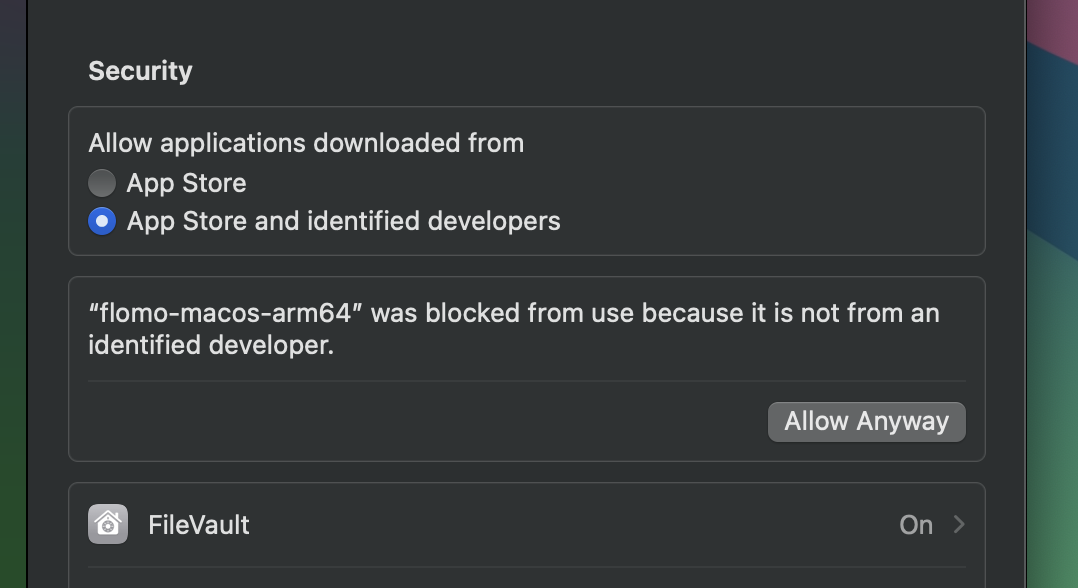 Security
Allow applications downloaded from
App Store
App Store and identified developers
“flomo-macos-arm64” was blocked from use because it is not from an
identified developer.
Allow Anyway
FileVault
On